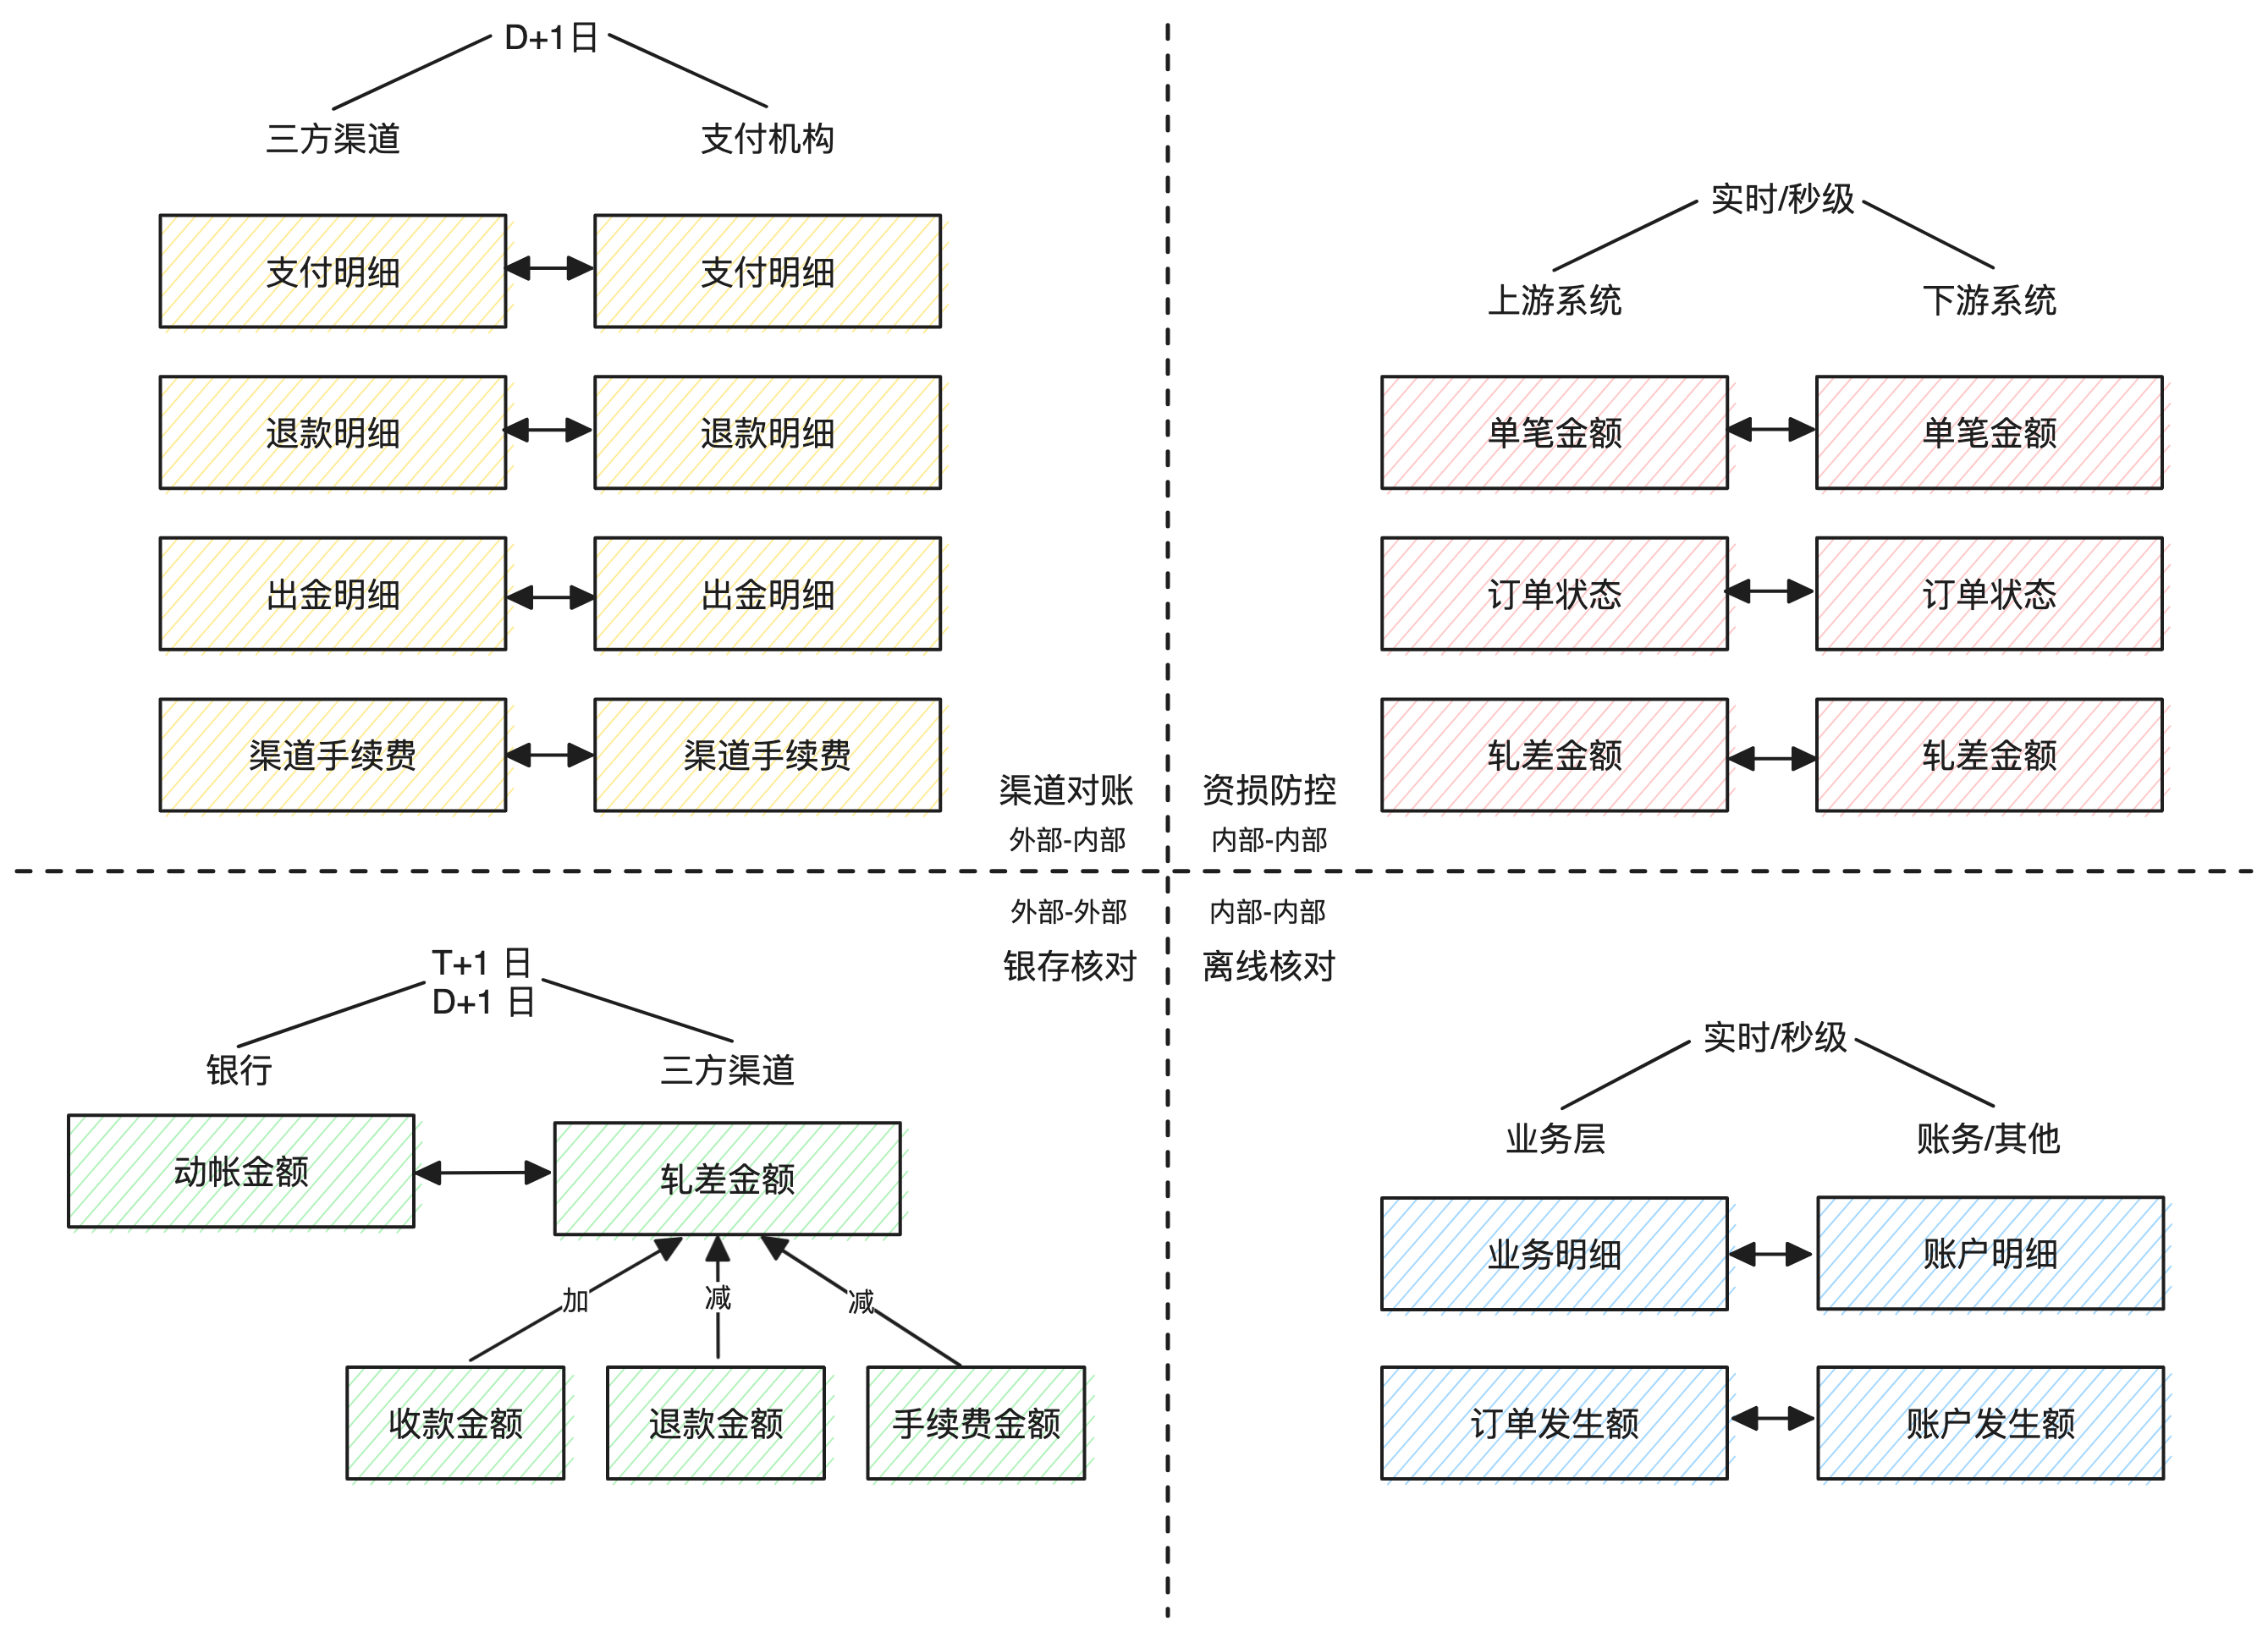 D+1日
三方渠道
支付机构
支付明细
支付明细
退款明细
退款明细
出金明细
出金明细
渠道手续费
渠道手续费
渠道对账
外部-内部
实时/秒级
上游系统
下游系统
单笔金额
单笔金额
订单状态
订单状态
轧差金额
轧差金额
资损防控
内部-内部
外部-外部
银存核对
T+1 日
D+1 日
银行
三方渠道
动帐金额
轧差金额
加
减
减
收款金额
退款金额
手续费金额
内部-内部
离线核对
实时/秒级
业务层
账务/其他
业务明细
账户明细
订单发生额
账户发生额